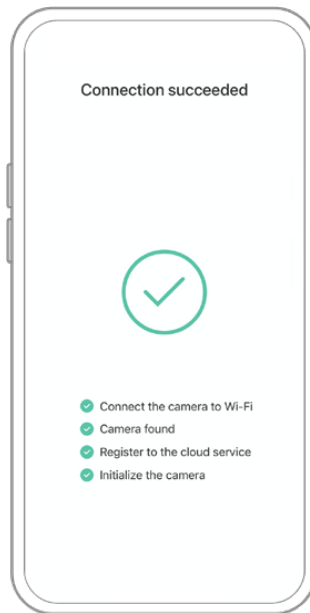 Connection succeeded
Connect the camera to Wi-Fi
Camera found
Register to the cloud service
Initialize the camera